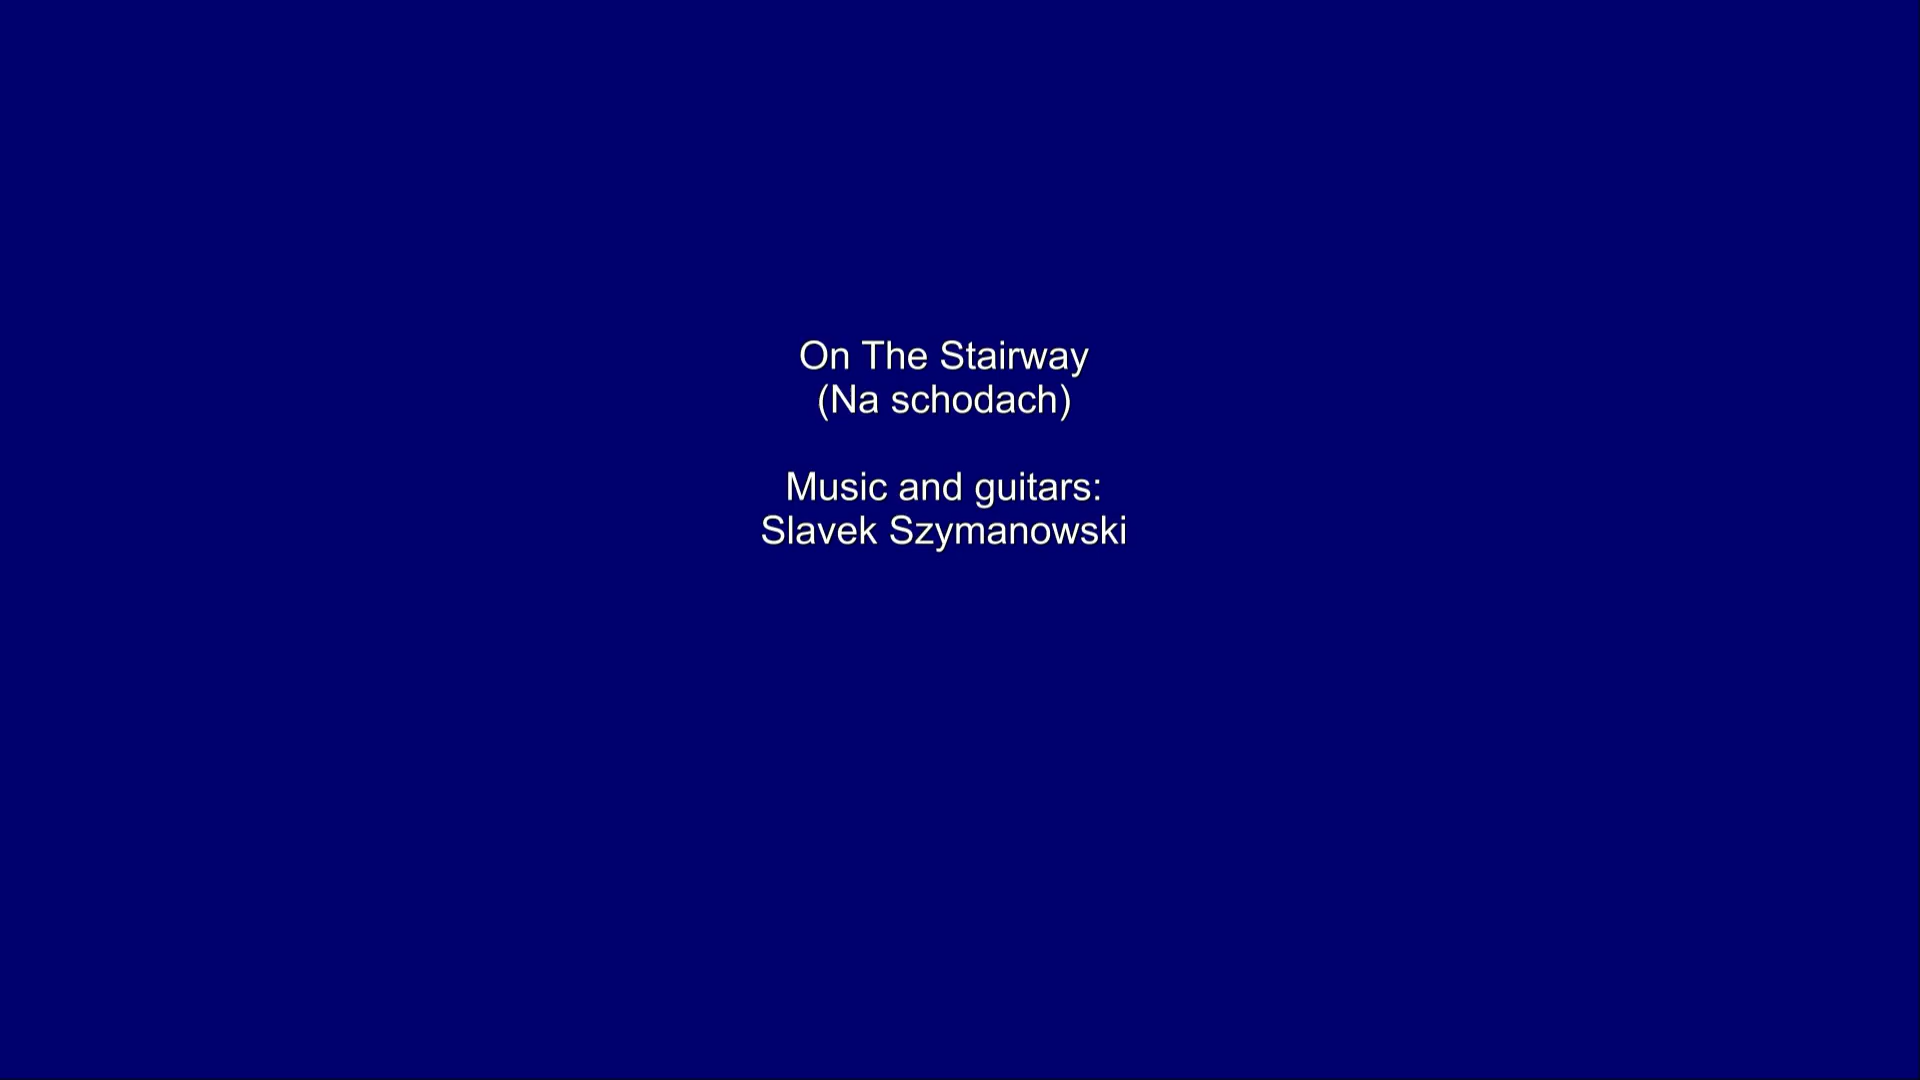 On The Stairway
(Na schodach)
Music and guitars:
Slavek Szymanowski